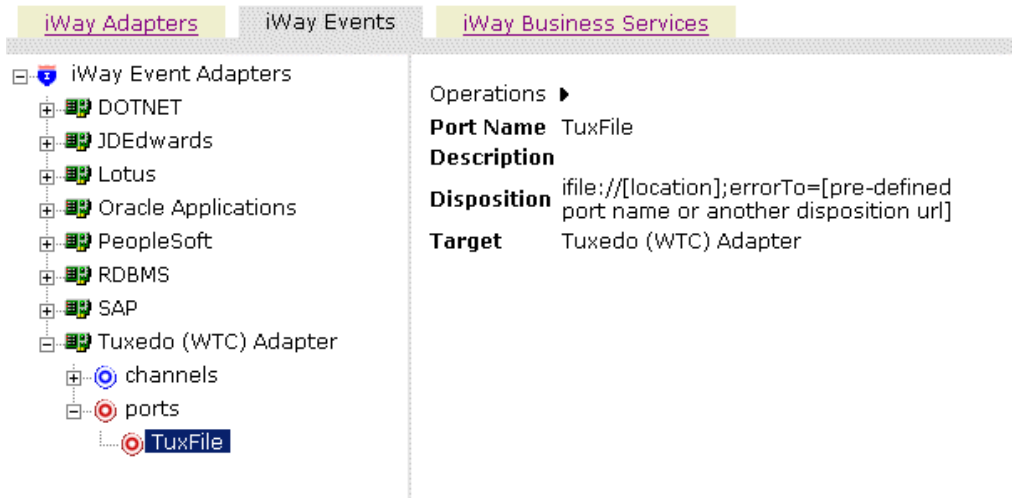 iWay Adapters
iWay Events
iWay Business Services
iWay Event Adapters
DOTNET
JDEdwards
Lotus
Oracle Applications
PeopleSoft
RDBMS
SAP
Tuxedo (WTC) Adapter
channels
ports
TuxFile
Operations
Port Name TuxFile
Description
Disposition ifile://[location];errorTo=[pre-defined
port name or another disposition url]
Target Tuxedo (WTC) Adapter